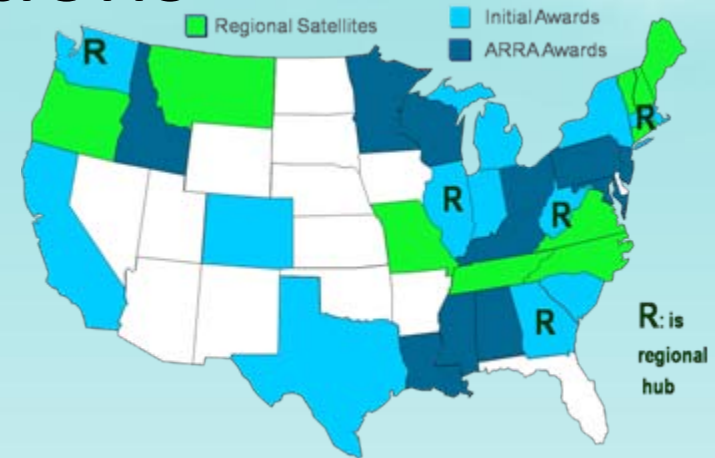 Regional Satellites
Initial Awards
ARRA Awards
R
R
R
R
R
R: is
regional
hub